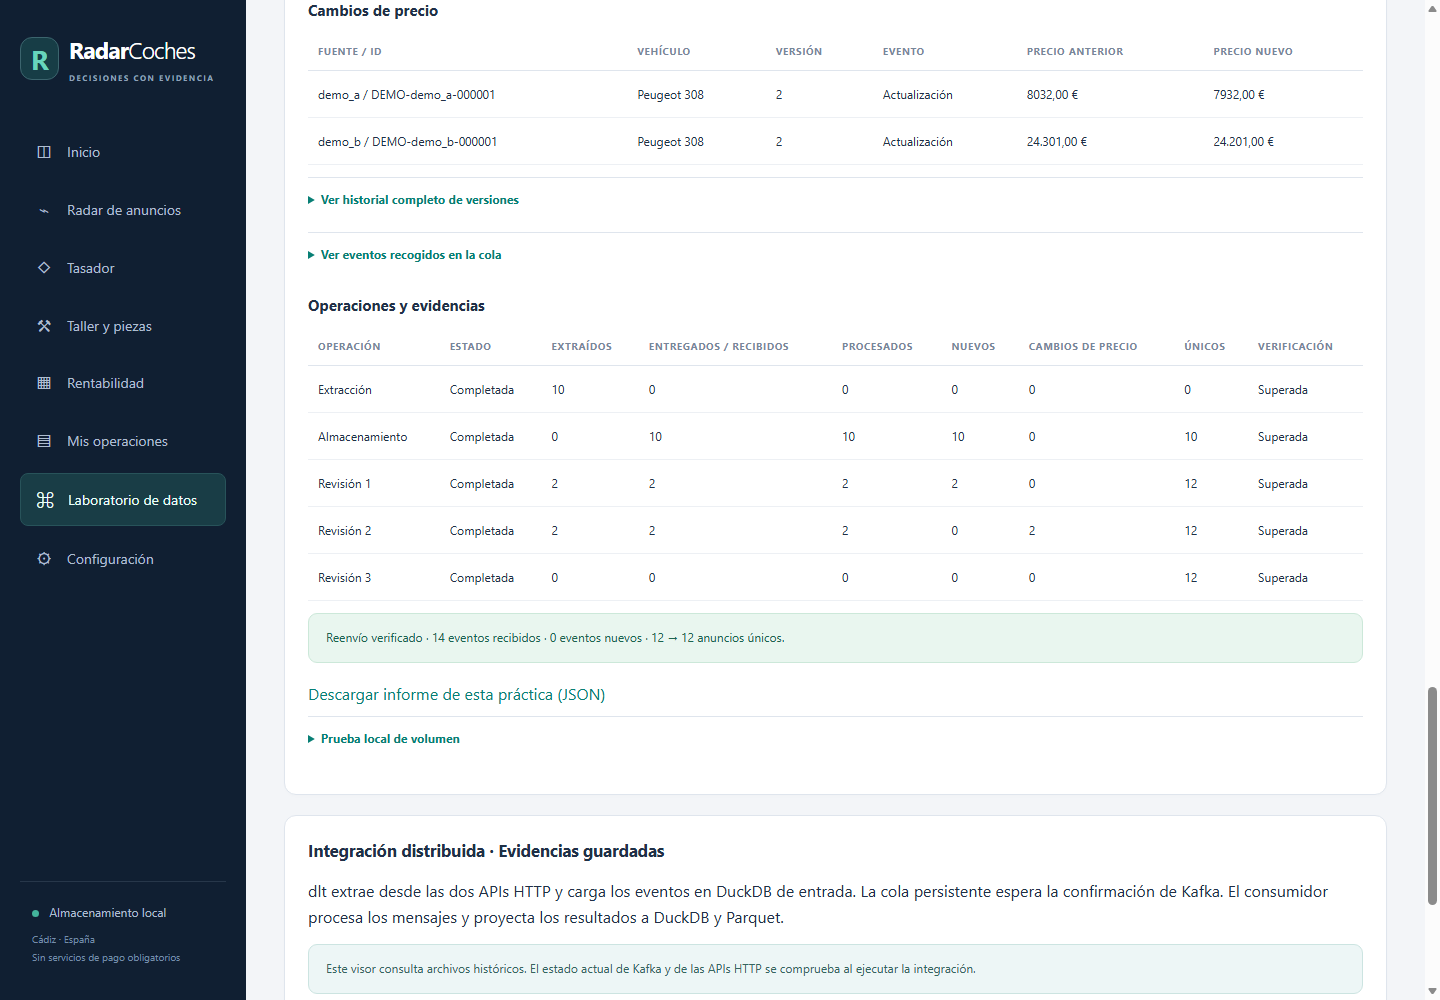 R
RadarCoches
DECISIONES CON EVIDENCIA
Inicio
Radar de anuncios
Tasador
Taller y piezas
Rentabilidad
Mis operaciones
Laboratorio de datos
Configuración
Almacenamiento local
Cádiz · España
Sin servicios de pago obligatorios
Cambios de precio
FUENTE / ID VEHÍCULO VERSIÓN EVENTO PRECIO ANTERIOR PRECIO NUEVO
demo_a / DEMO-demo_a-000001 Peugeot 308 2 Actualización 8032,00 € 7932,00 €
demo_b / DEMO-demo_b-000001 Peugeot 308 2 Actualización 24.301,00 € 24.201,00 €
Ver historial completo de versiones
Ver eventos recogidos en la cola
Operaciones y evidencias
OPERACIÓN ESTADO EXTRAÍDOS ENTREGADOS / RECIBIDOS PROCESADOS NUEVOS CAMBIOS DE PRECIO ÚNICOS VERIFICACIÓN
Extracción Completada 10 0 0 0 0 0 Superada
Almacenamiento Completada 0 10 10 10 0 10 Superada
Revisión 1 Completada 2 2 2 2 0 12 Superada
Revisión 2 Completada 2 2 2 0 2 12 Superada
Revisión 3 Completada 0 0 0 0 0 12 Superada
Reenvío verificado · 14 eventos recibidos · 0 eventos nuevos · 12 → 12 anuncios únicos.
Descargar informe de esta práctica (JSON)
Prueba local de volumen
Integración distribuida · Evidencias guardadas
dlt extrae desde las dos APIs HTTP y carga los eventos en DuckDB de entrada. La cola persistente espera la confirmación de Kafka. El consumidor
procesa los mensajes y proyecta los resultados a DuckDB y Parquet.
Este visor consulta archivos históricos. El estado actual de Kafka y de las APIs HTTP se comprueba al ejecutar la integración.